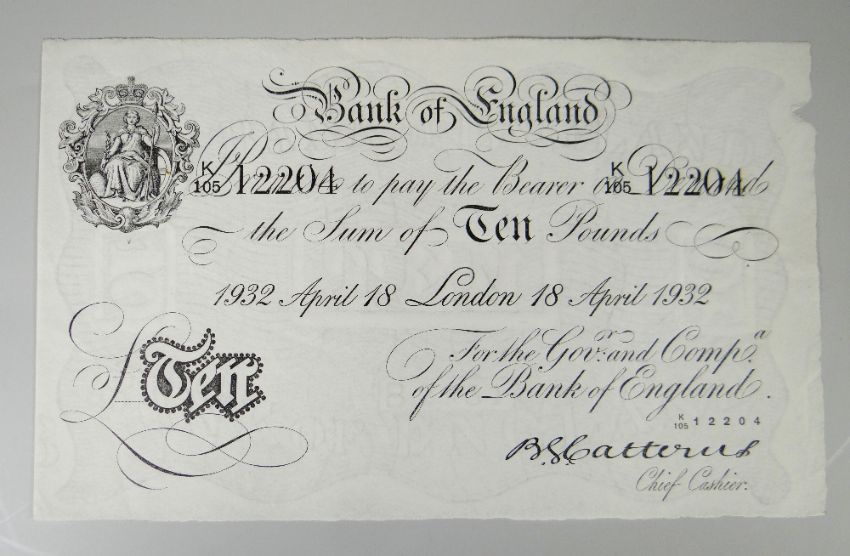 Bank of England
K/105 12204 to pay the Bearer on Demand K/105 12204
the Sum of Ten Pounds
1932 April 18 London 18 April 1932
For the Govr. and Compa.
of the Bank of England.
£Ten
K/105 12204
B.G. Catterns
Chief Cashier.